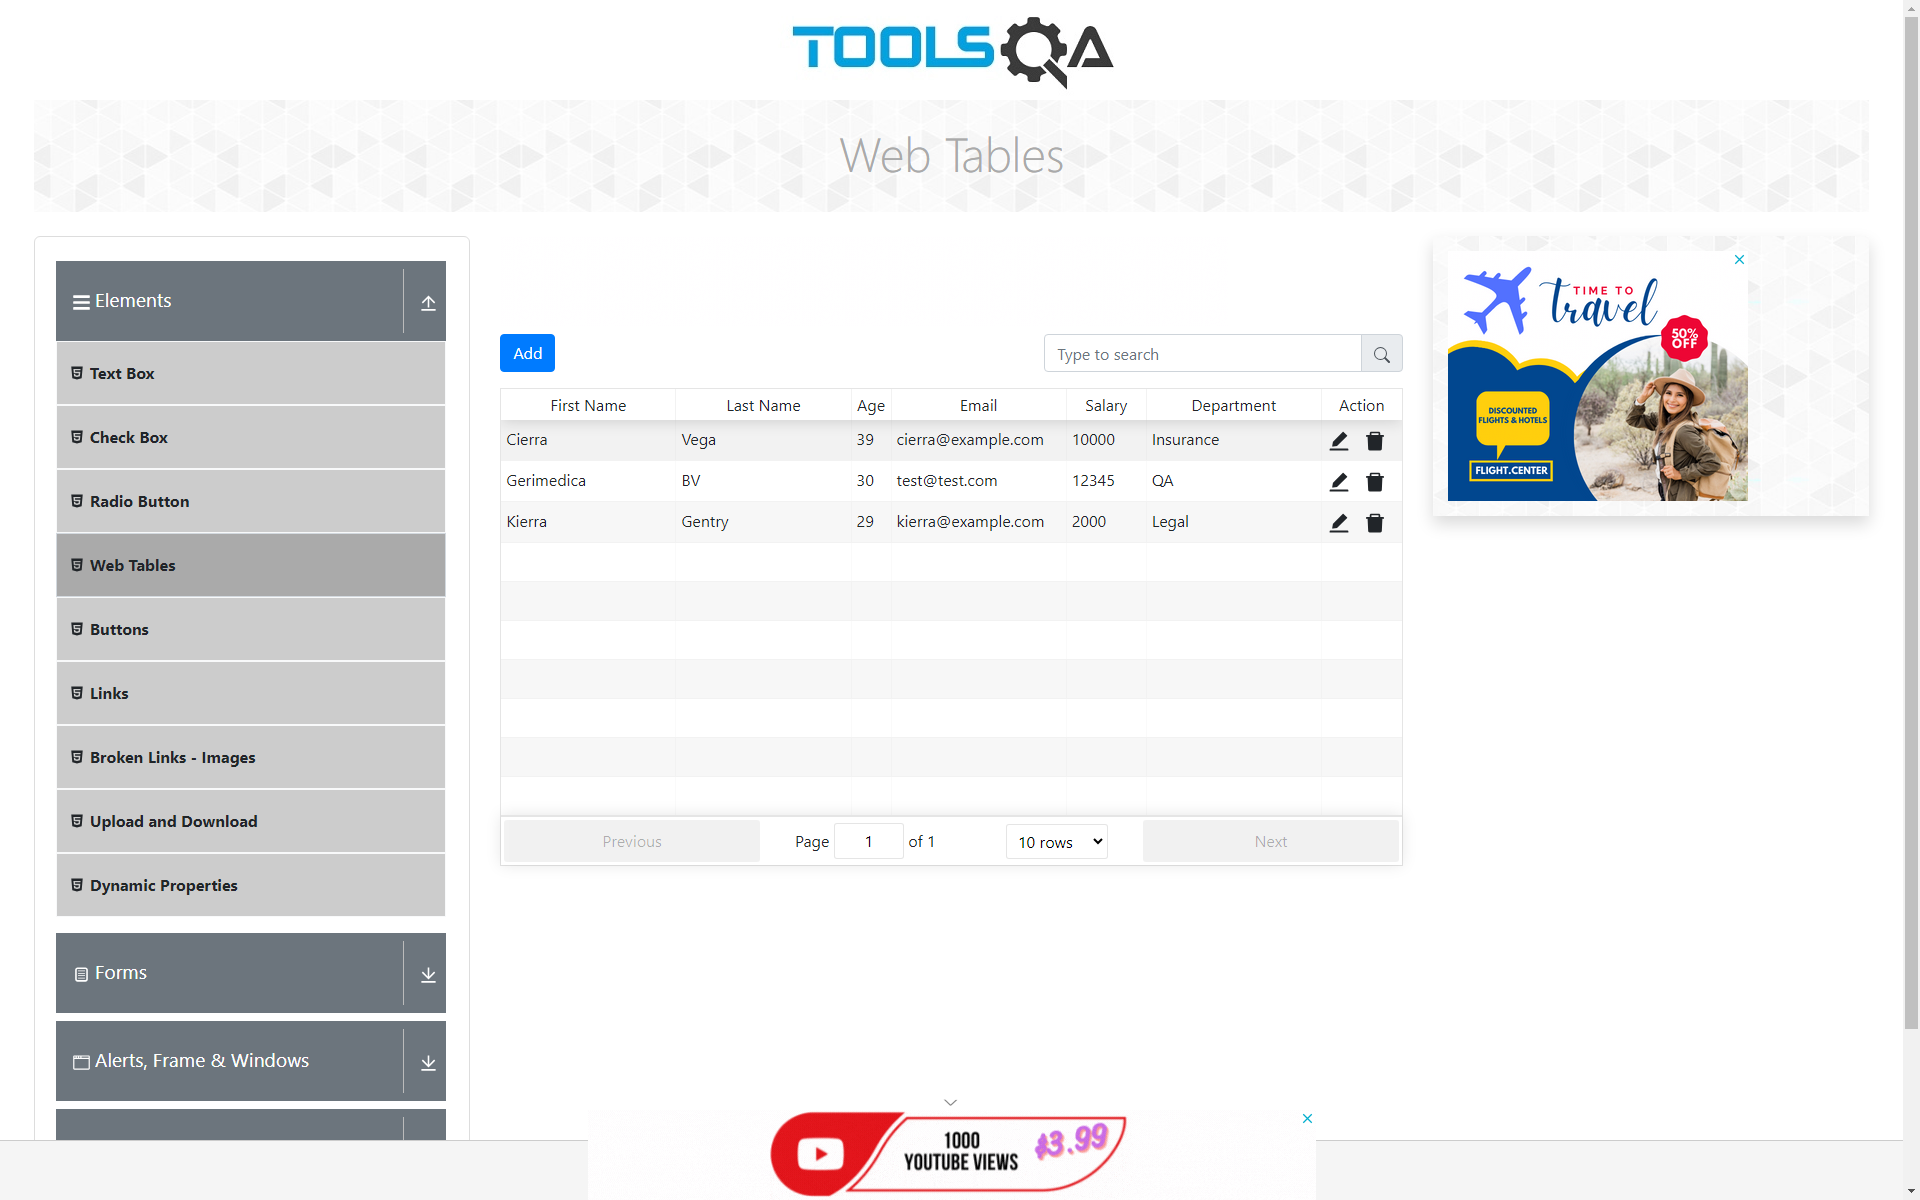 TOOLSQA
Web Tables
Elements
Text Box
Check Box
Radio Button
Web Tables
Buttons
Links
Broken Links - Images
Upload and Download
Dynamic Properties
Forms
Alerts, Frame & Windows
Add
Type to search
First Name Last Name Age Email Salary Department Action
Cierra Vega 39 cierra@example.com 10000 Insurance
Gerimedica BV 30 test@test.com 12345 QA
Kierra Gentry 29 kierra@example.com 2000 Legal
Previous Page 1 of 1 10 rows Next
TIME TO
travel
50%
OFF
DISCOUNTED
FLIGHTS & HOTELS
FLIGHT.CENTER
1000
YOUTUBE VIEWS
£3.99